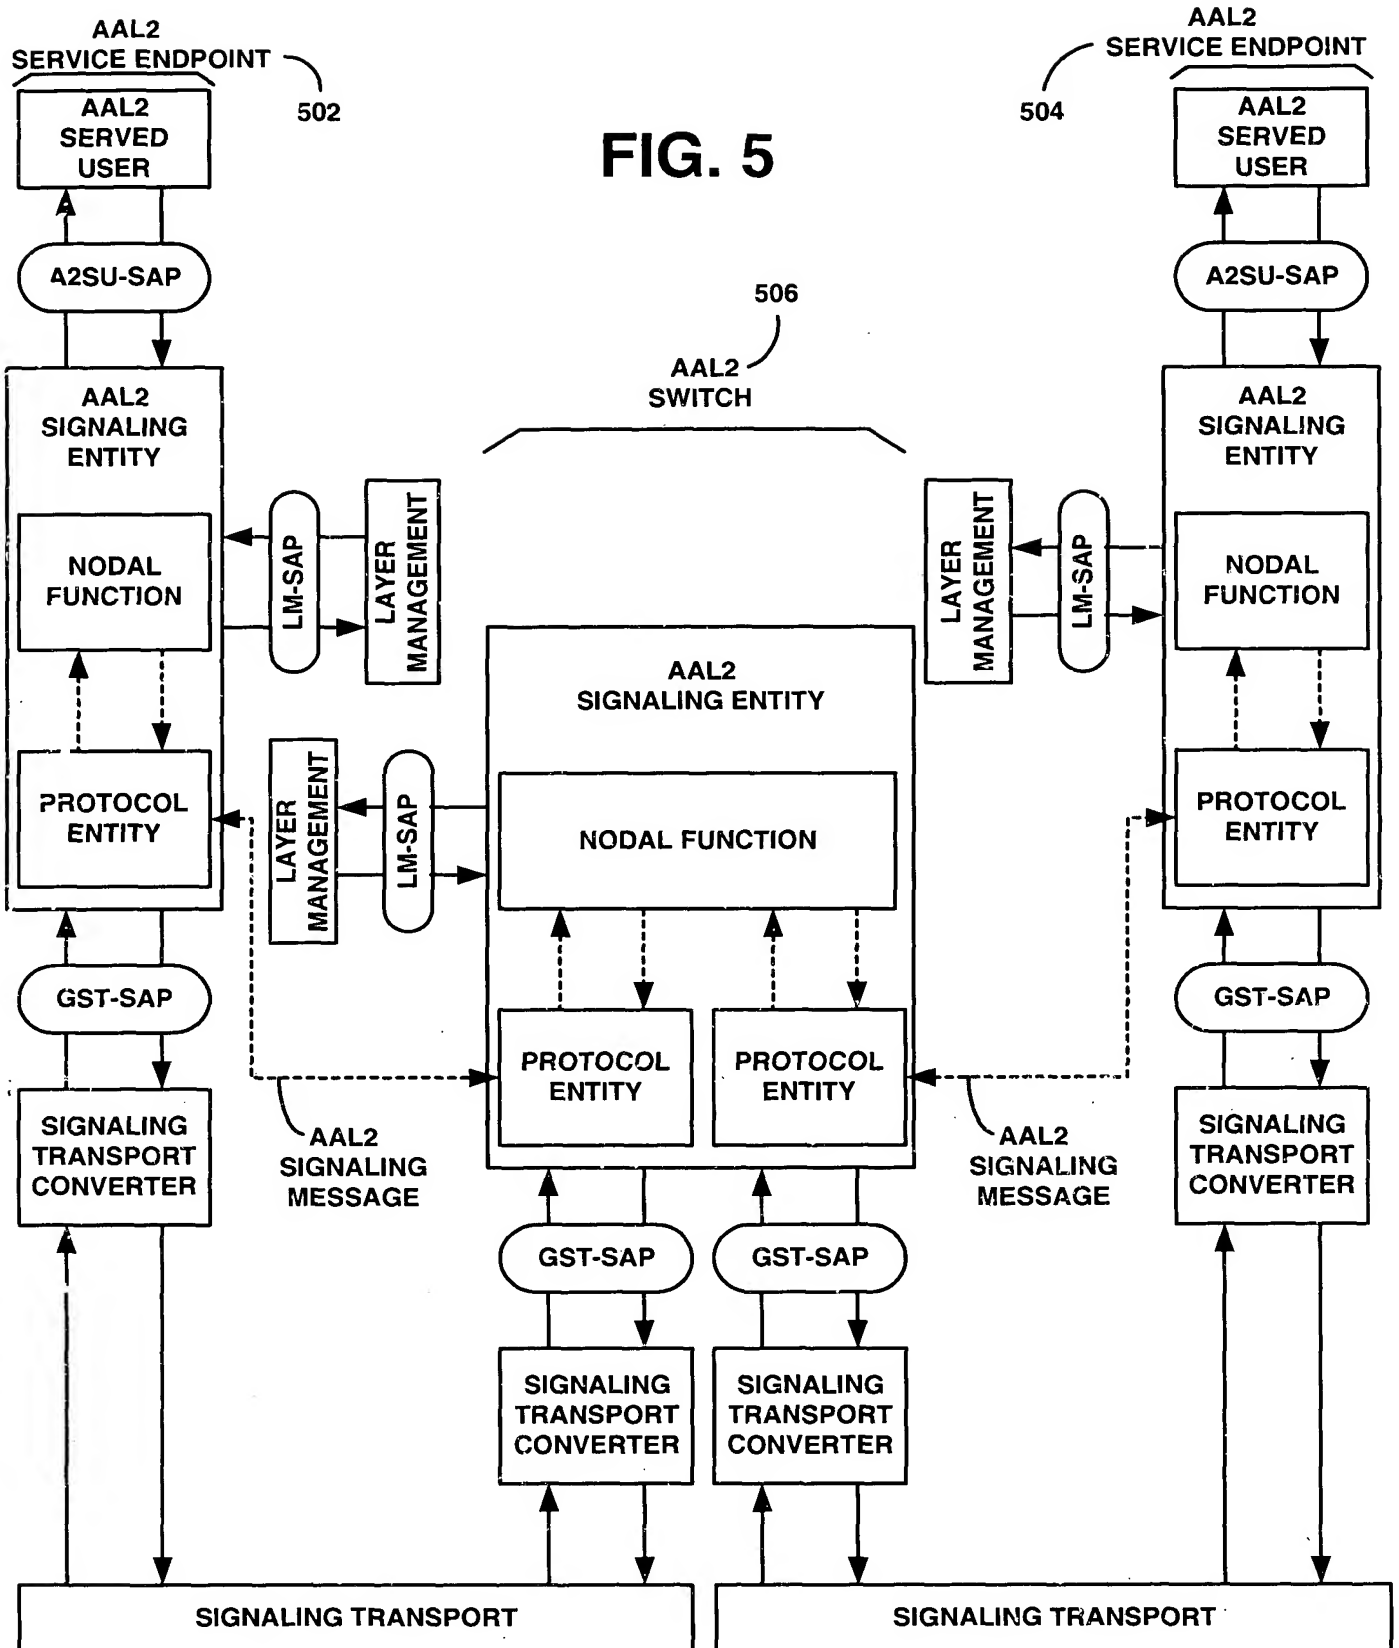 AAL2
SERVICE ENDPOINT
502
AAL2
SERVED
USER
A2SU-SAP
AAL2
SIGNALING
ENTITY
NODAL
FUNCTION
PROTOCOL
ENTITY
LM-SAP
LAYER
MANAGEMENT
GST-SAP
SIGNALING
TRANSPORT
CONVERTER
FIG. 5
506
AAL2
SWITCH
LAYER
MANAGEMENT
LM-SAP
AAL2
SIGNALING ENTITY
NODAL FUNCTION
PROTOCOL
ENTITY
PROTOCOL
ENTITY
AAL2
SIGNALING
MESSAGE
AAL2
SIGNALING
MESSAGE
GST-SAP
GST-SAP
SIGNALING
TRANSPORT
CONVERTER
SIGNALING
TRANSPORT
CONVERTER
AAL2
SERVICE ENDPOINT
504
AAL2
SERVED
USER
A2SU-SAP
AAL2
SIGNALING
ENTITY
LAYER
MANAGEMENT
LM-SAP
NODAL
FUNCTION
PROTOCOL
ENTITY
GST-SAP
SIGNALING
TRANSPORT
CONVERTER
SIGNALING TRANSPORT
SIGNALING TRANSPORT